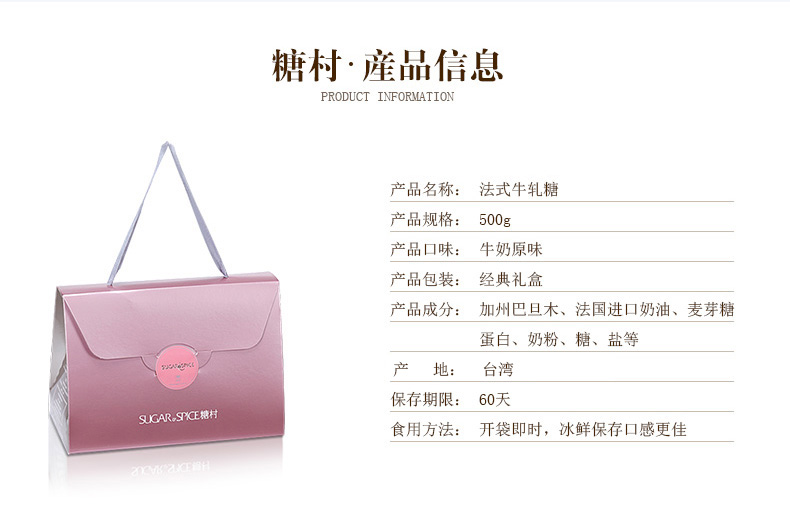 糖村·産品信息
PRODUCT INFORMATION
产品名称： 法式牛轧糖
产品规格： 500g
产品口味： 牛奶原味
产品包装： 经典礼盒
产品成分： 加州巴旦木、法国进口奶油、麦芽糖
蛋白、奶粉、糖、盐等
产 地： 台湾
保存期限： 60天
食用方法： 开袋即时，冰鲜保存口感更佳
SUGAR & SPICE
SUGAR & SPICE 糖村